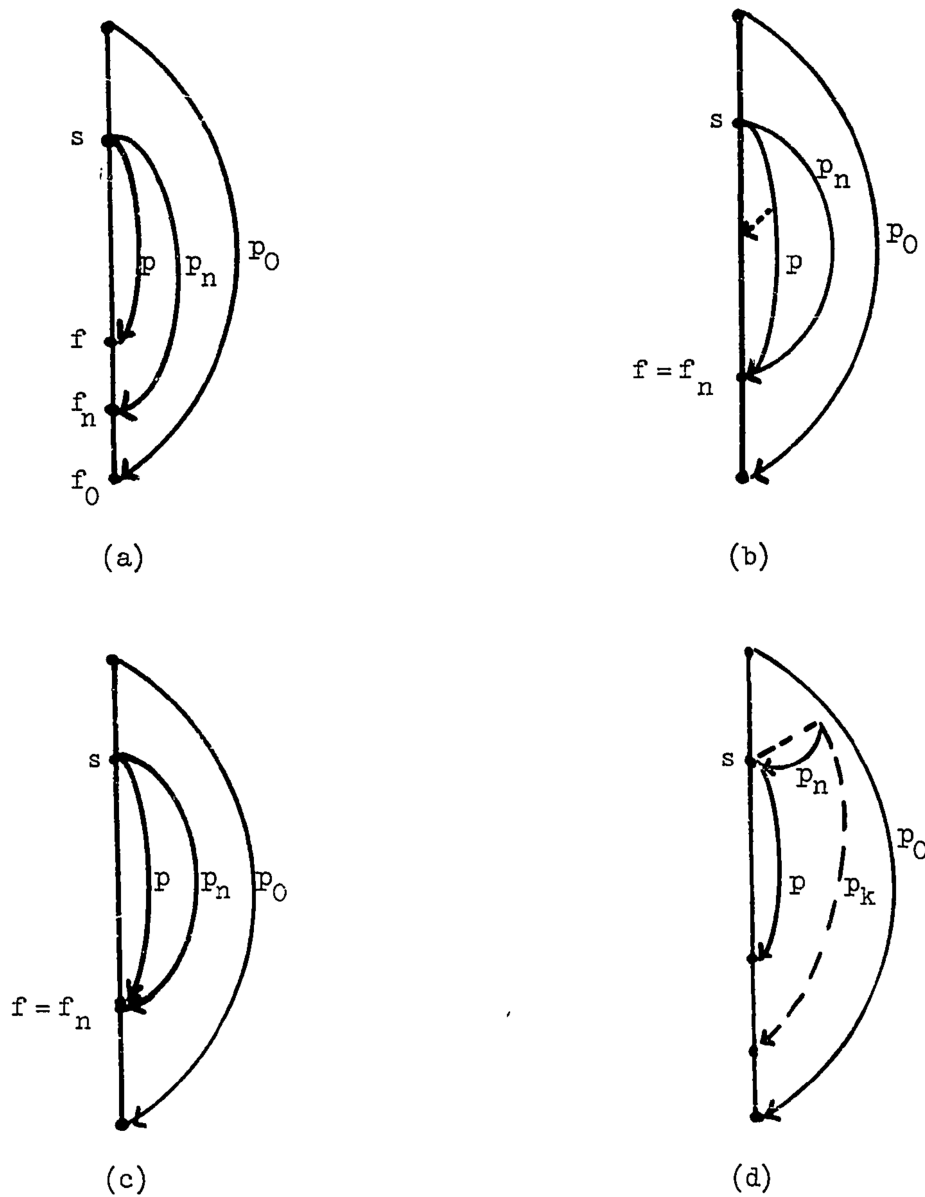 s
p
p_n
p_0
f
f_n
f_0
(a)
s
p_n
p_0
p
f = f_n
(b)
s
p
p_n
p_0
f = f_n
(c)
s
p_n
p_0
p
p_k
(d)